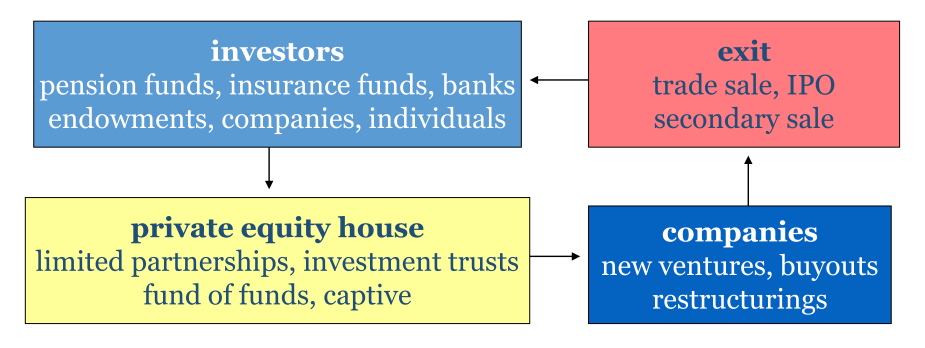 investors
pension funds, insurance funds, banks
endowments, companies, individuals
exit
trade sale, IPO
secondary sale
private equity house
limited partnerships, investment trusts
fund of funds, captive
companies
new ventures, buyouts
restructurings